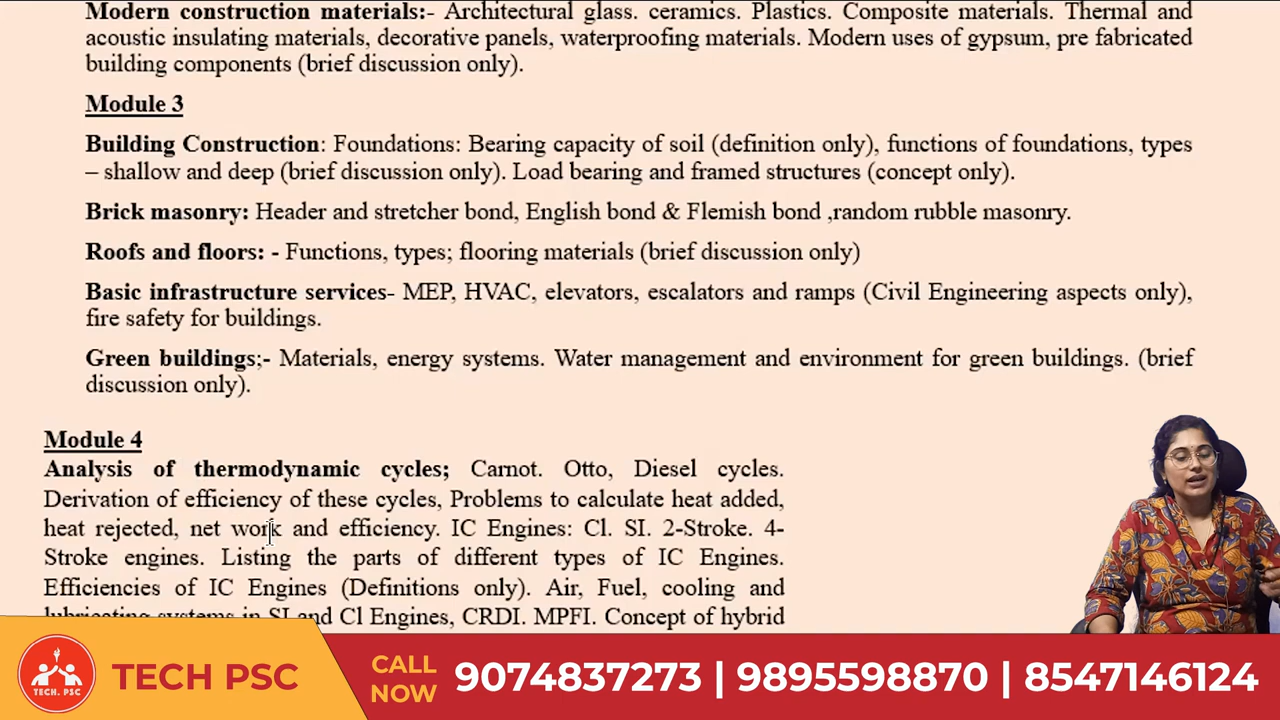 Modern construction materials:- Architectural glass. ceramics. Plastics. Composite materials. Thermal and
acoustic insulating materials, decorative panels, waterproofing materials. Modern uses of gypsum, pre fabricated
building components (brief discussion only).
Module 3
Building Construction: Foundations: Bearing capacity of soil (definition only), functions of foundations, types
– shallow and deep (brief discussion only). Load bearing and framed structures (concept only).
Brick masonry: Header and stretcher bond, English bond & Flemish bond ,random rubble masonry.
Roofs and floors: - Functions, types; flooring materials (brief discussion only)
Basic infrastructure services- MEP, HVAC, elevators, escalators and ramps (Civil Engineering aspects only),
fire safety for buildings.
Green buildings;- Materials, energy systems. Water management and environment for green buildings. (brief
discussion only).
Module 4
Analysis of thermodynamic cycles; Carnot. Otto, Diesel cycles.
Derivation of efficiency of these cycles, Problems to calculate heat added,
heat rejected, net work and efficiency. IC Engines: Cl. SI. 2-Stroke. 4-
Stroke engines. Listing the parts of different types of IC Engines.
Efficiencies of IC Engines (Definitions only). Air, Fuel, cooling and
lubricating systems in SI and Cl Engines, CRDI. MPFI. Concept of hybrid
TECH. PSC
TECH PSC
CALL
NOW
9074837273 | 9895598870 | 8547146124